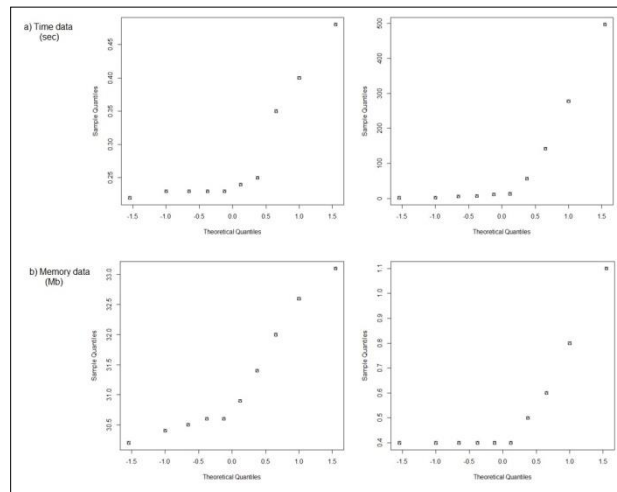 a) Time data
(sec)
Sample Quantiles
0.25 0.30 0.35 0.40 0.45
-1.5 -1.0 -0.5 0.0 0.5 1.0 1.5
Theoretical Quantiles
Sample Quantiles
0 100 200 300 400 500
-1.5 -1.0 -0.5 0.0 0.5 1.0 1.5
Theoretical Quantiles
b) Memory data
(Mb)
Sample Quantiles
30.5 31.0 31.5 32.0 32.5 33.0
-1.5 -1.0 -0.5 0.0 0.5 1.0 1.5
Theoretical Quantiles
Sample Quantiles
0.4 0.5 0.6 0.7 0.8 0.9 1.0 1.1
-1.5 -1.0 -0.5 0.0 0.5 1.0 1.5
Theoretical Quantiles